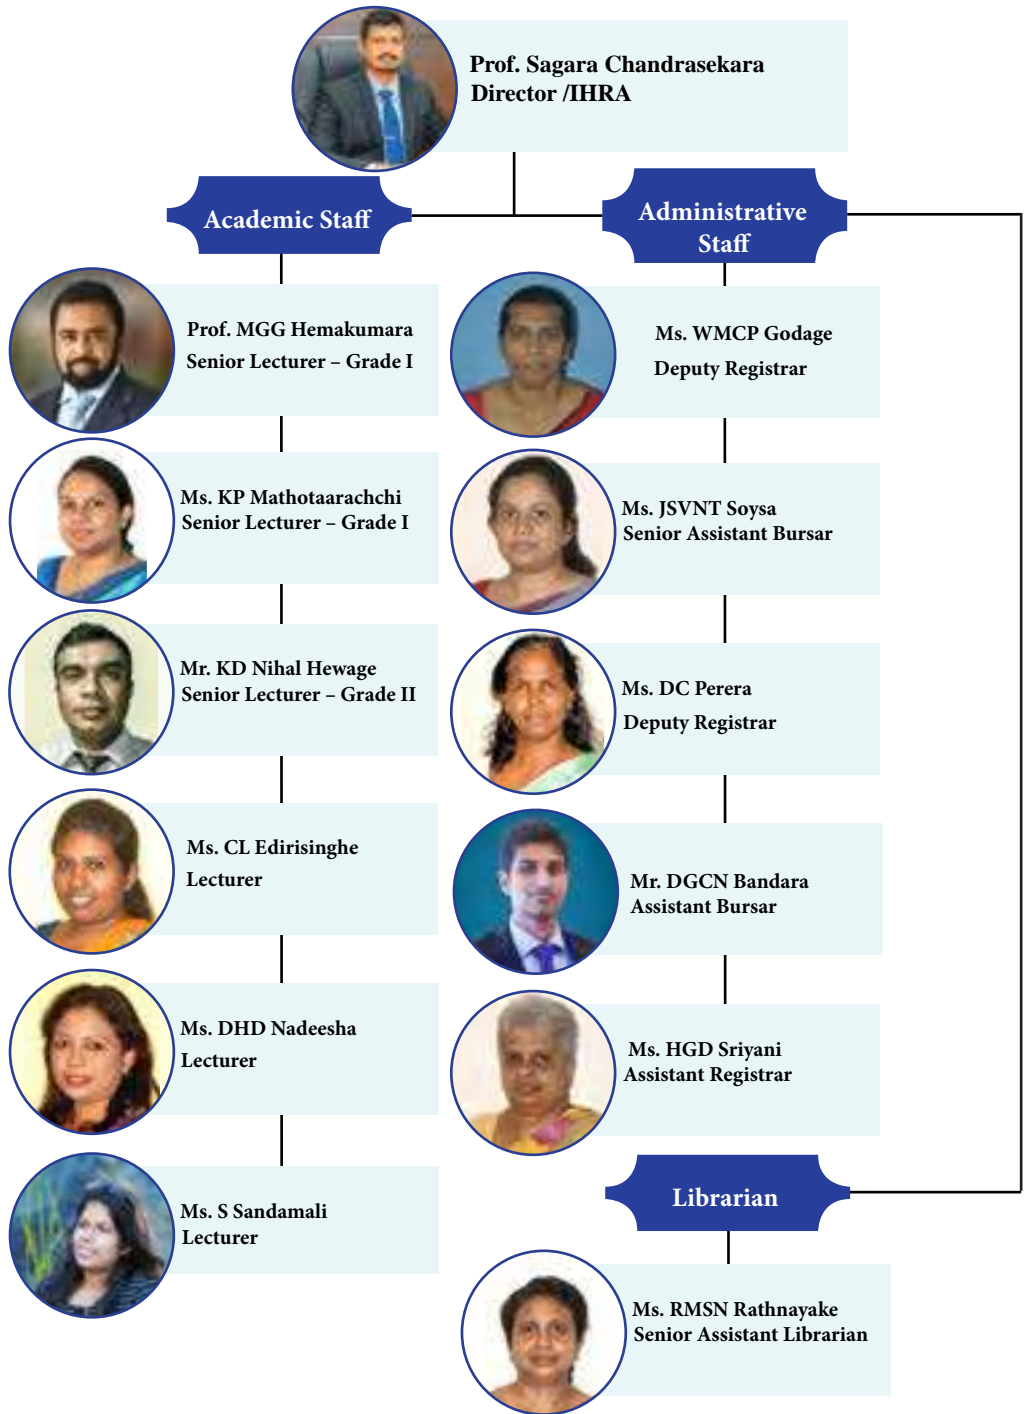 Prof. Sagara Chandrasekara
Director /IHRA
Academic Staff
Administrative
Staff
Prof. MGG Hemakumara
Senior Lecturer – Grade I
Ms. KP Mathotaarachchi
Senior Lecturer – Grade I
Mr. KD Nihal Hewage
Senior Lecturer – Grade II
Ms. CL Edirisinghe
Lecturer
Ms. DHD Nadeesha
Lecturer
Ms. S Sandamali
Lecturer
Ms. WMCP Godage
Deputy Registrar
Ms. JSVNT Soysa
Senior Assistant Bursar
Ms. DC Perera
Deputy Registrar
Mr. DGCN Bandara
Assistant Bursar
Ms. HGD Sriyani
Assistant Registrar
Librarian
Ms. RMSN Rathnayake
Senior Assistant Librarian